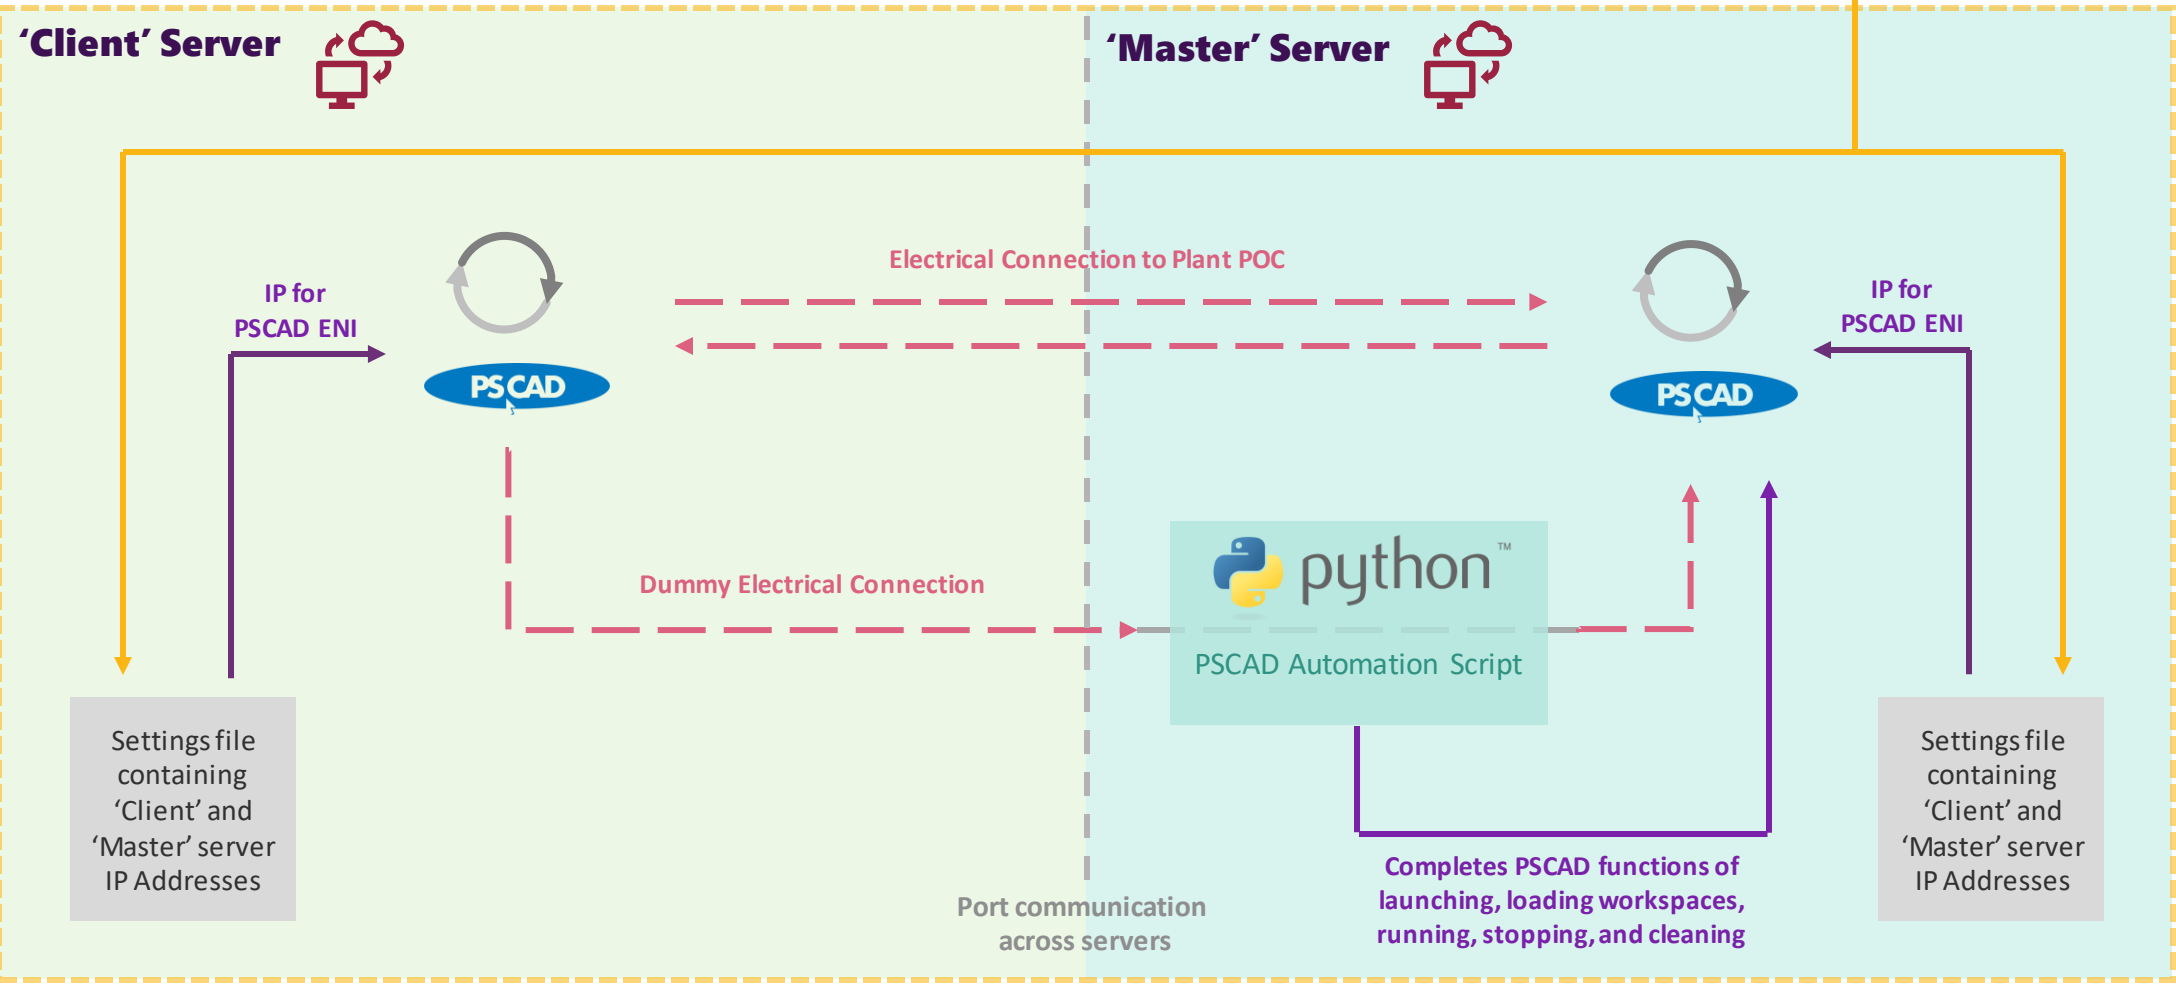 ‘Client’ Server
‘Master’ Server
Electrical Connection to Plant POC
IP for
PSCAD ENI
IP for
PSCAD ENI
PSCAD
PSCAD
python™
Dummy Electrical Connection
PSCAD Automation Script
Settings file
containing
‘Client’ and
‘Master’ server
IP Addresses
Settings file
containing
‘Client’ and
‘Master’ server
IP Addresses
Completes PSCAD functions of
launching, loading workspaces,
running, stopping, and cleaning
Port communication
across servers